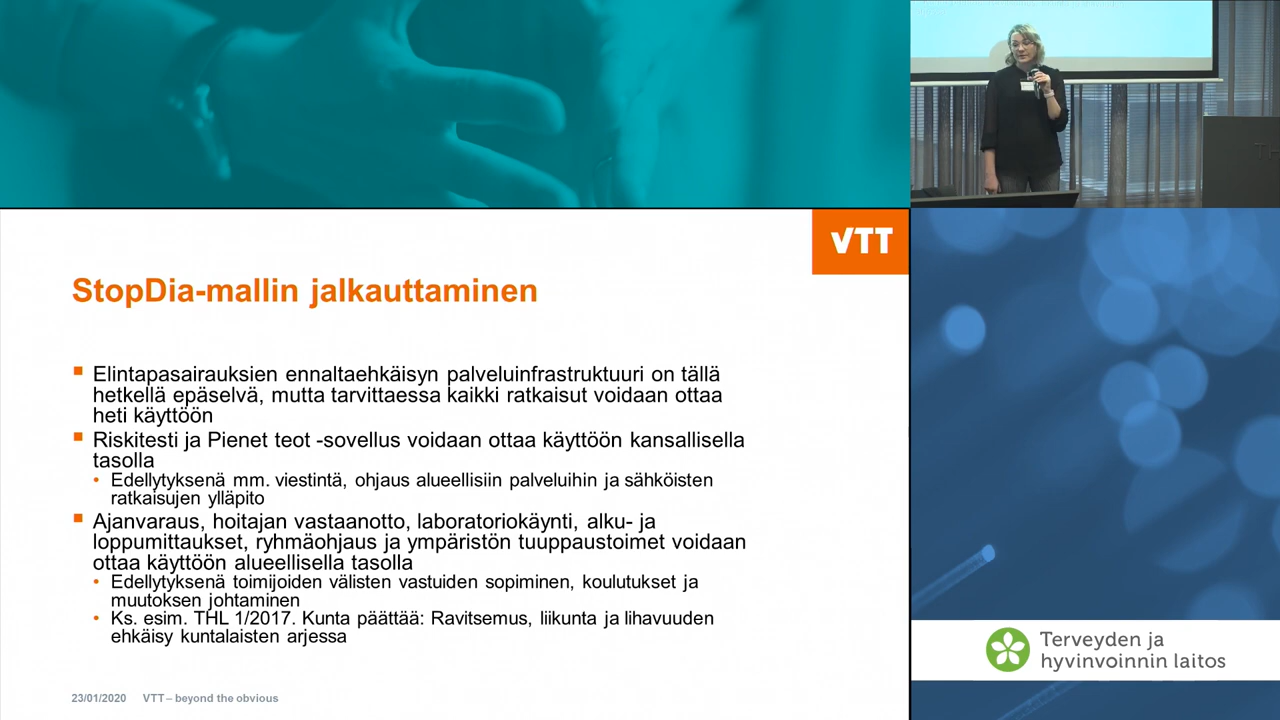 VTT
StopDia-mallin jalkauttaminen
Elintapasairauksien ennaltaehkäisyn palveluinfrastruktuuri on tällä
hetkellä epäselvä, mutta tarvittaessa kaikki ratkaisut voidaan ottaa
heti käyttöön
Riskitesti ja Pienet teot -sovellus voidaan ottaa käyttöön kansallisella
tasolla
Edellytyksenä mm. viestintä, ohjaus alueellisiin palveluihin ja sähköisten
ratkaisujen ylläpito
Ajanvaraus, hoitajan vastaanotto, laboratoriokäynti, alku- ja
loppumittaukset, ryhmäohjaus ja ympäristön tuuppaustoimet voidaan
ottaa käyttöön alueellisella tasolla
Edellytyksenä toimijoiden välisten vastuiden sopiminen, koulutukset ja
muutoksen johtaminen
Ks. esim. THL 1/2017. Kunta päättää: Ravitsemus, liikunta ja lihavuuden
ehkäisy kuntalaisten arjessa
23/01/2020 VTT – beyond the obvious
Terveyden ja
hyvinvoinnin laitos